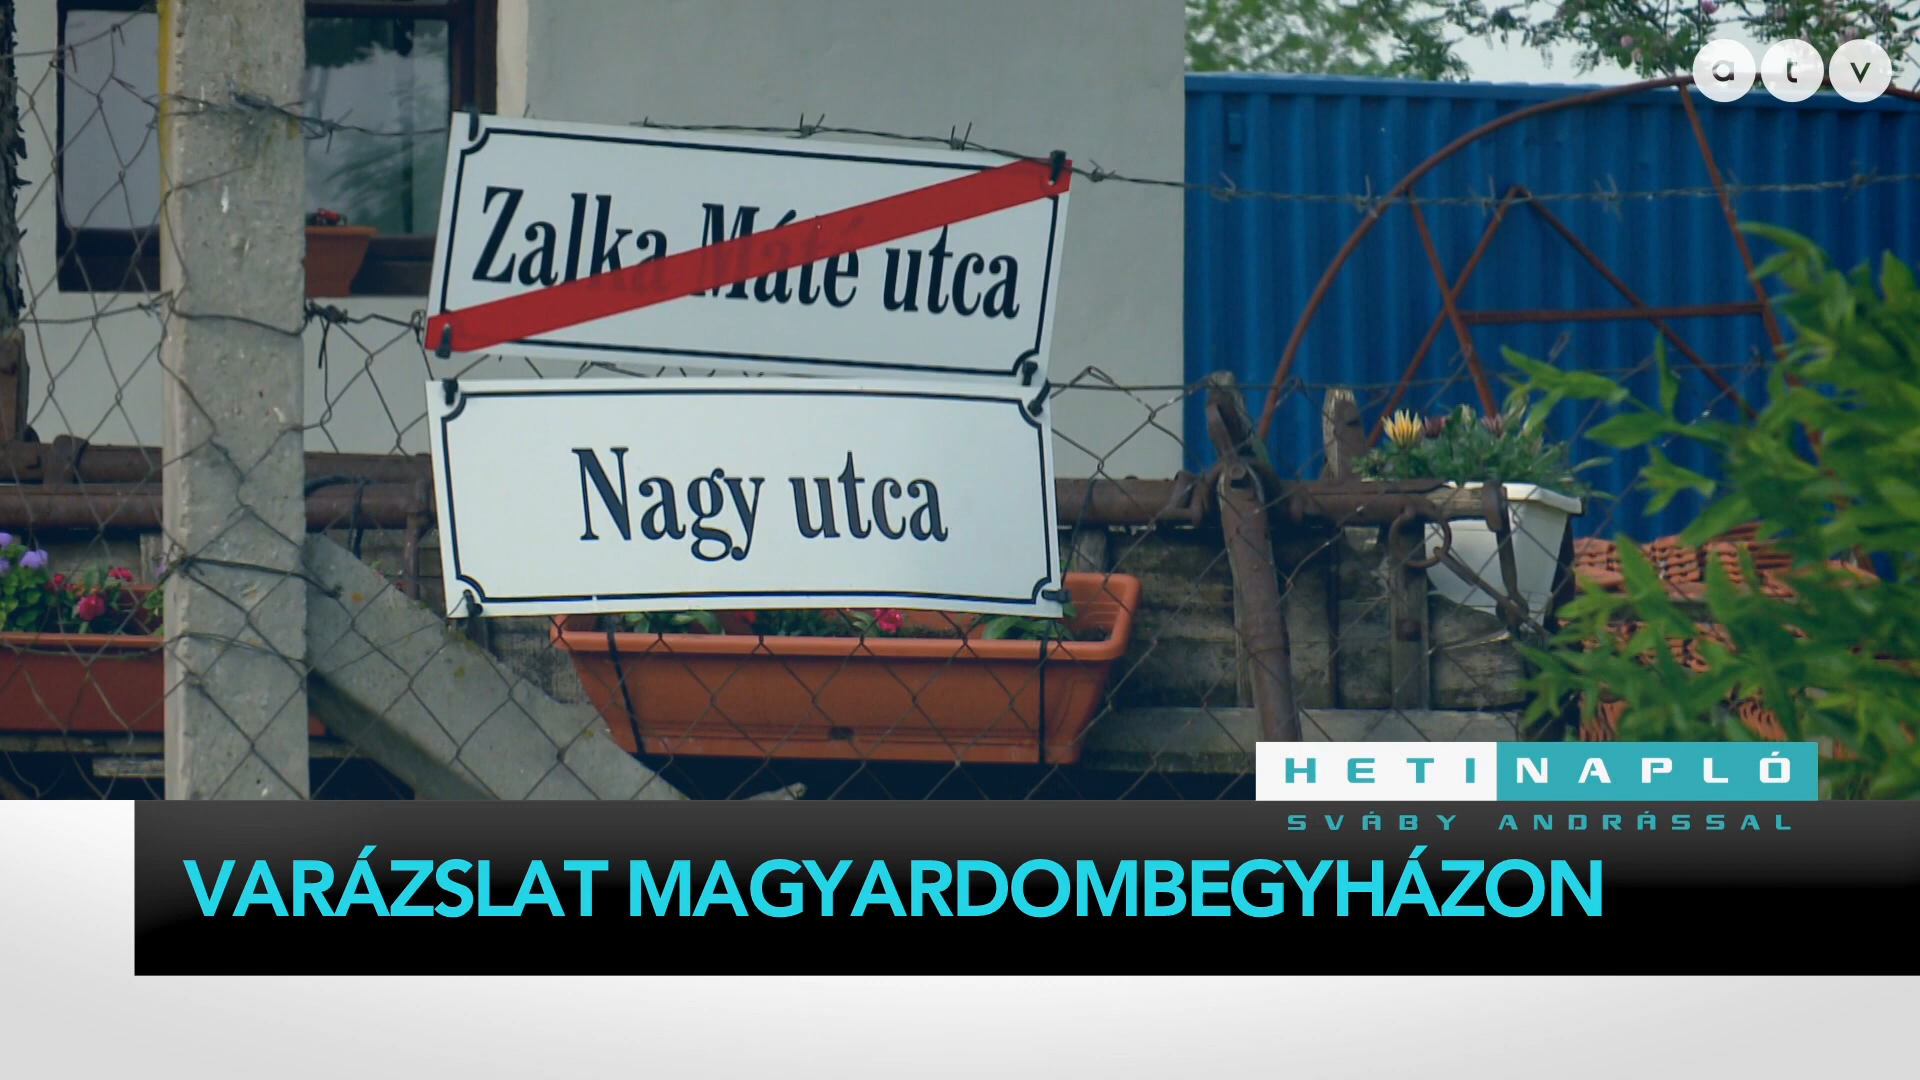 atv
Zalka Máté utca
Nagy utca
HETI NAPLÓ
SVÁBY ANDRÁSSAL
VARÁZSLAT MAGYARDOMBEGYHÁZON